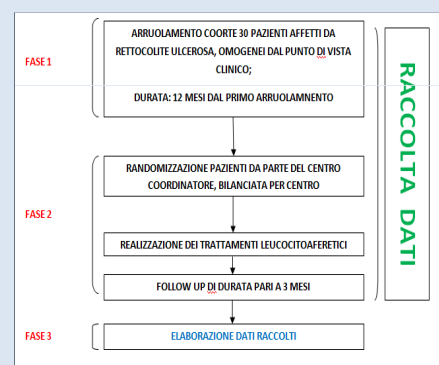 FASE 1
ARRUOLAMENTO COORTE 30 PAZIENTI AFFETTI DA
RETTOCOLITE ULCEROSA, OMOGENEI DAL PUNTO DI VISTA
CLINICO;
DURATA: 12 MESI DAL PRIMO ARRUOLAMNENTO
FASE 2
RANDOMIZZAZIONE PAZIENTI DA PARTE DEL CENTRO
COORDINATORE, BILANCIATA PER CENTRO
REALIZZAZIONE DEI TRATTAMENTI LEUCOCITOAFERETICI
FOLLOW UP DI DURATA PARI A 3 MESI
FASE 3
ELABORAZIONE DATI RACCOLTI
RACCOLTA DATI